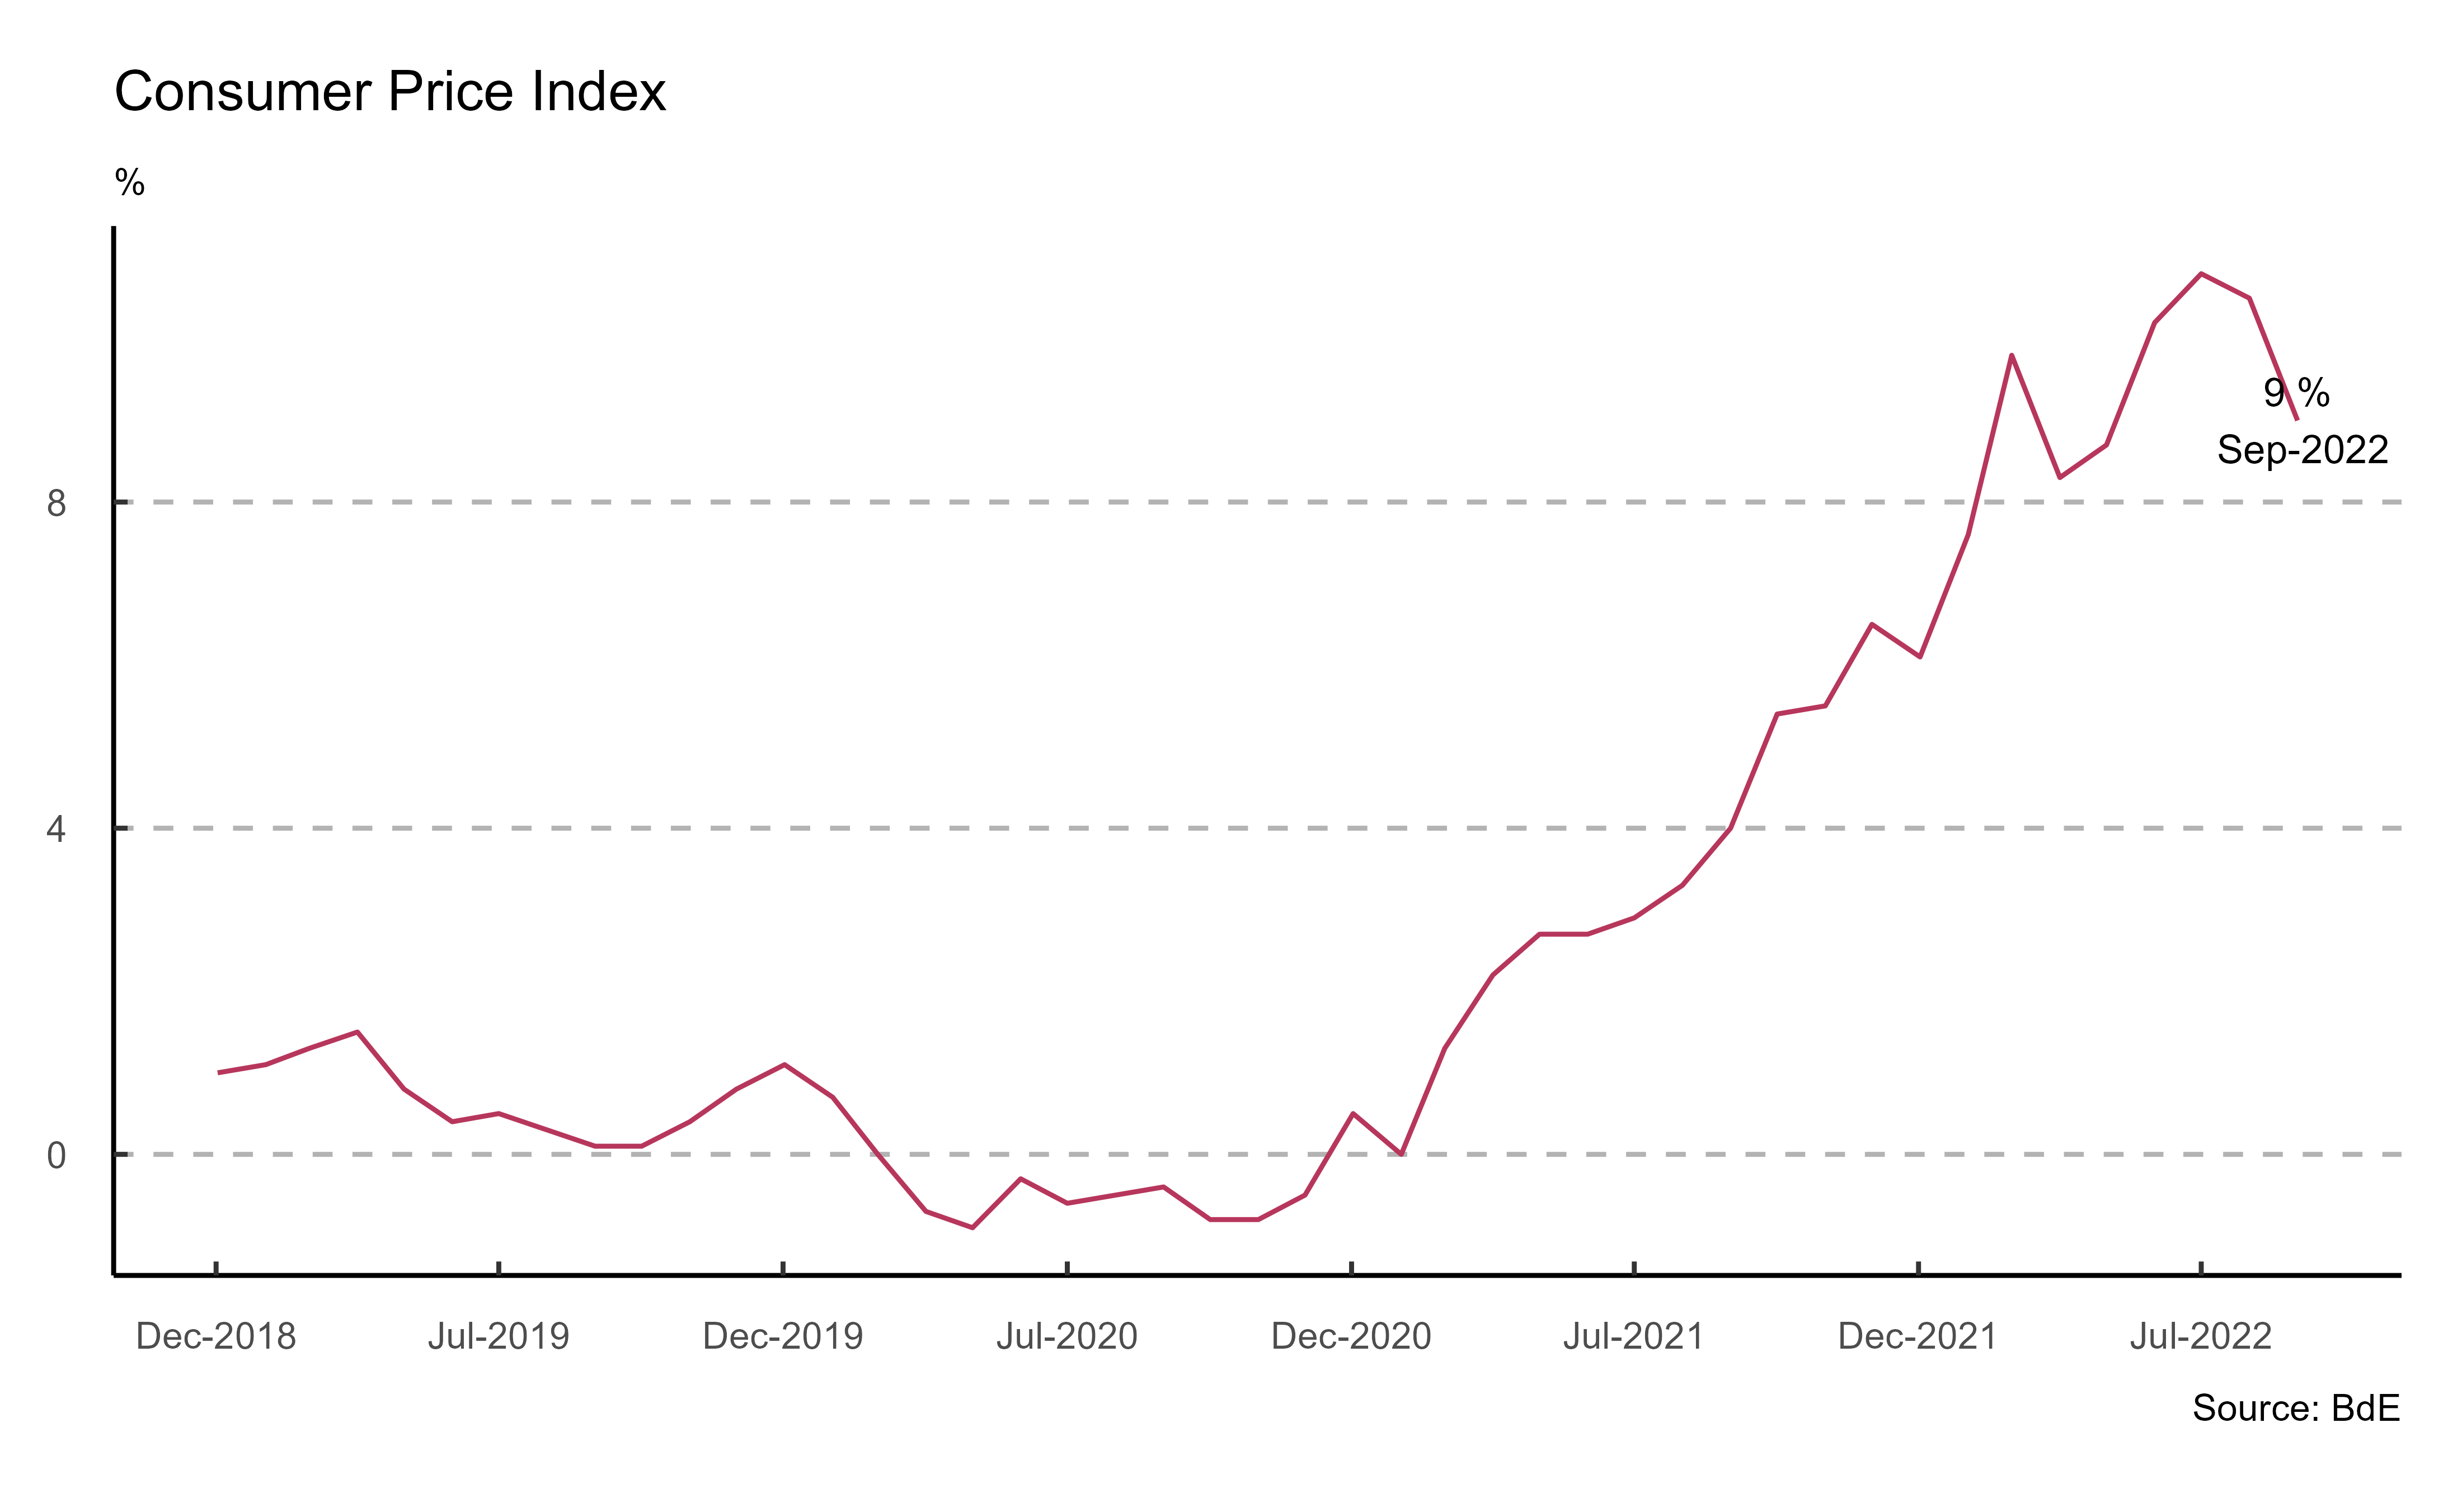 Consumer Price Index
%
9 %
Sep-2022
8
4
0
Dec-2018 Jul-2019 Dec-2019 Jul-2020 Dec-2020 Jul-2021 Dec-2021 Jul-2022
Source: BdE